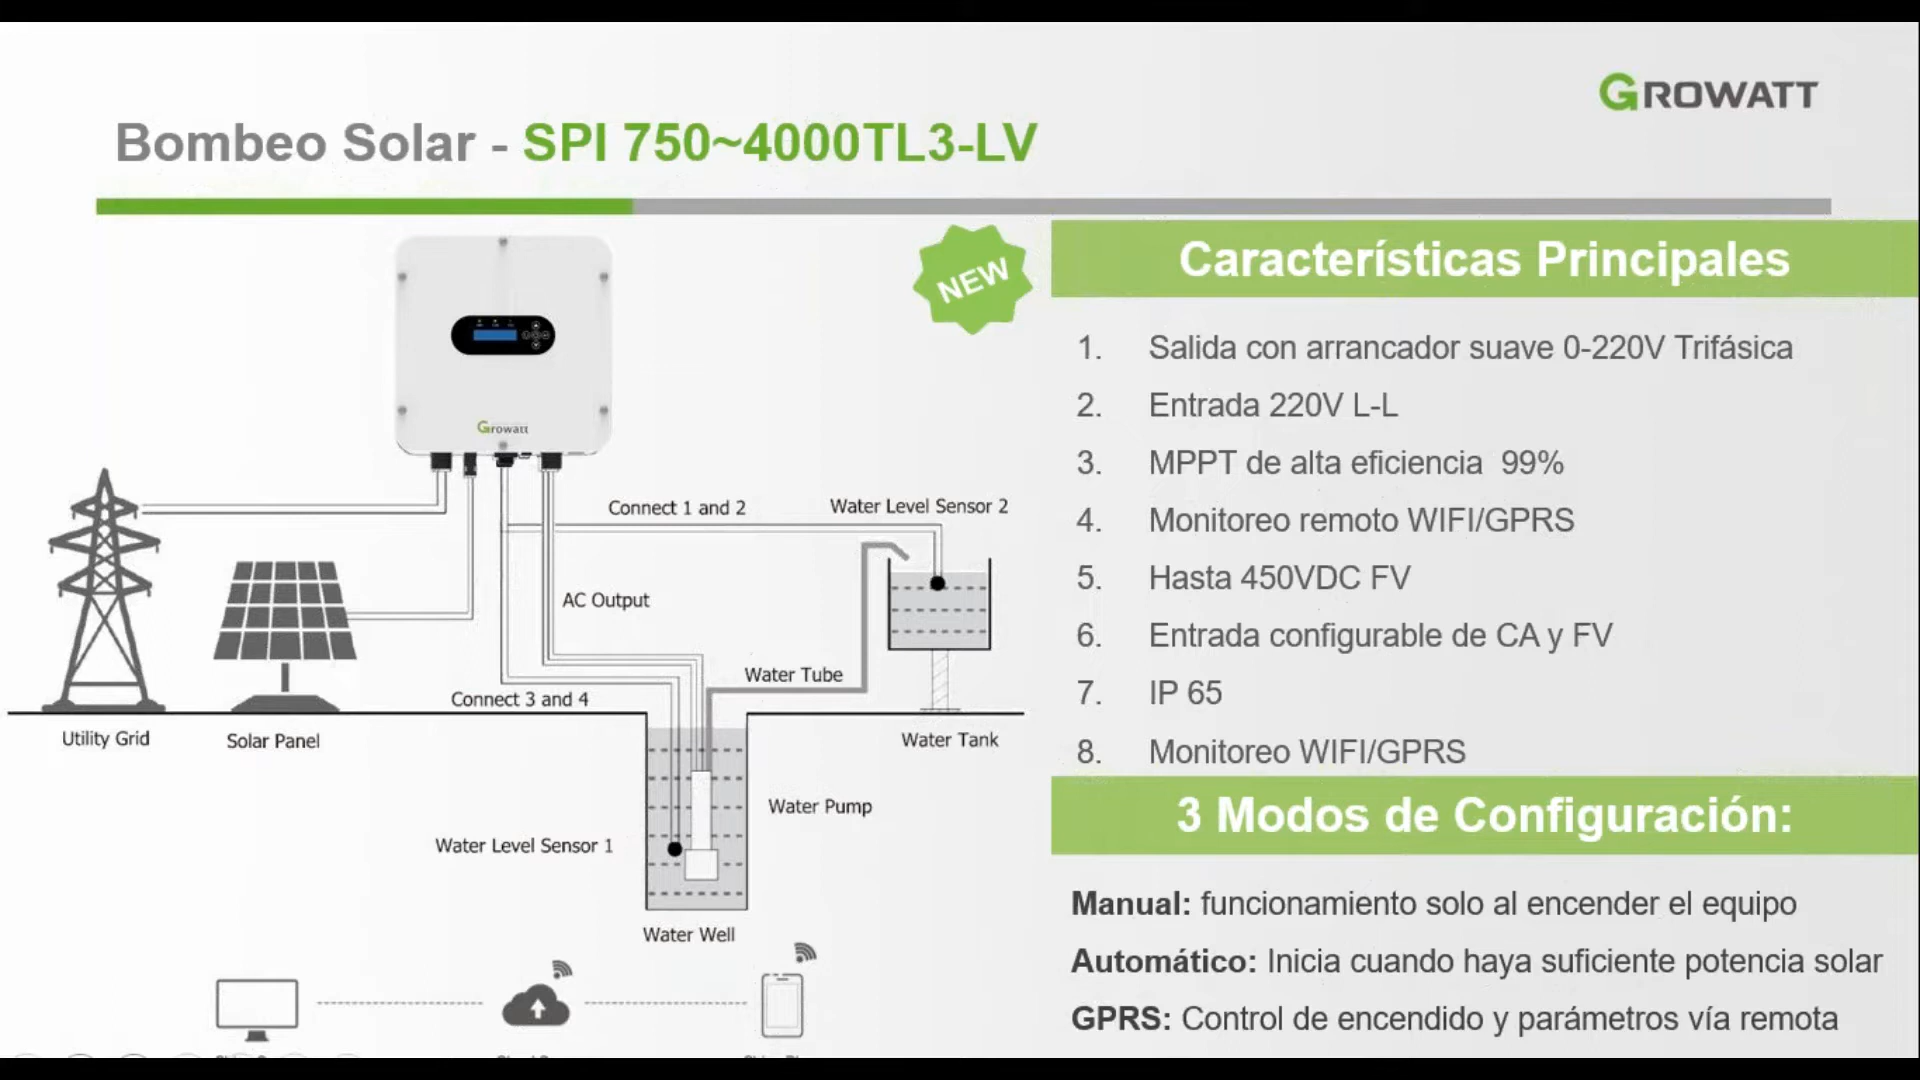 GROWATT
Bombeo Solar - SPI 750~4000TL3-LV
NEW
Growatt
Connect 1 and 2
Water Level Sensor 2
AC Output
Water Tube
Connect 3 and 4
Utility Grid
Solar Panel
Water Tank
Water Pump
Water Level Sensor 1
Water Well
Características Principales
1. Salida con arrancador suave 0-220V Trifásica
2. Entrada 220V L-L
3. MPPT de alta eficiencia 99%
4. Monitoreo remoto WIFI/GPRS
5. Hasta 450VDC FV
6. Entrada configurable de CA y FV
7. IP 65
8. Monitoreo WIFI/GPRS
3 Modos de Configuración:
Manual: funcionamiento solo al encender el equipo
Automático: Inicia cuando haya suficiente potencia solar
GPRS: Control de encendido y parámetros vía remota